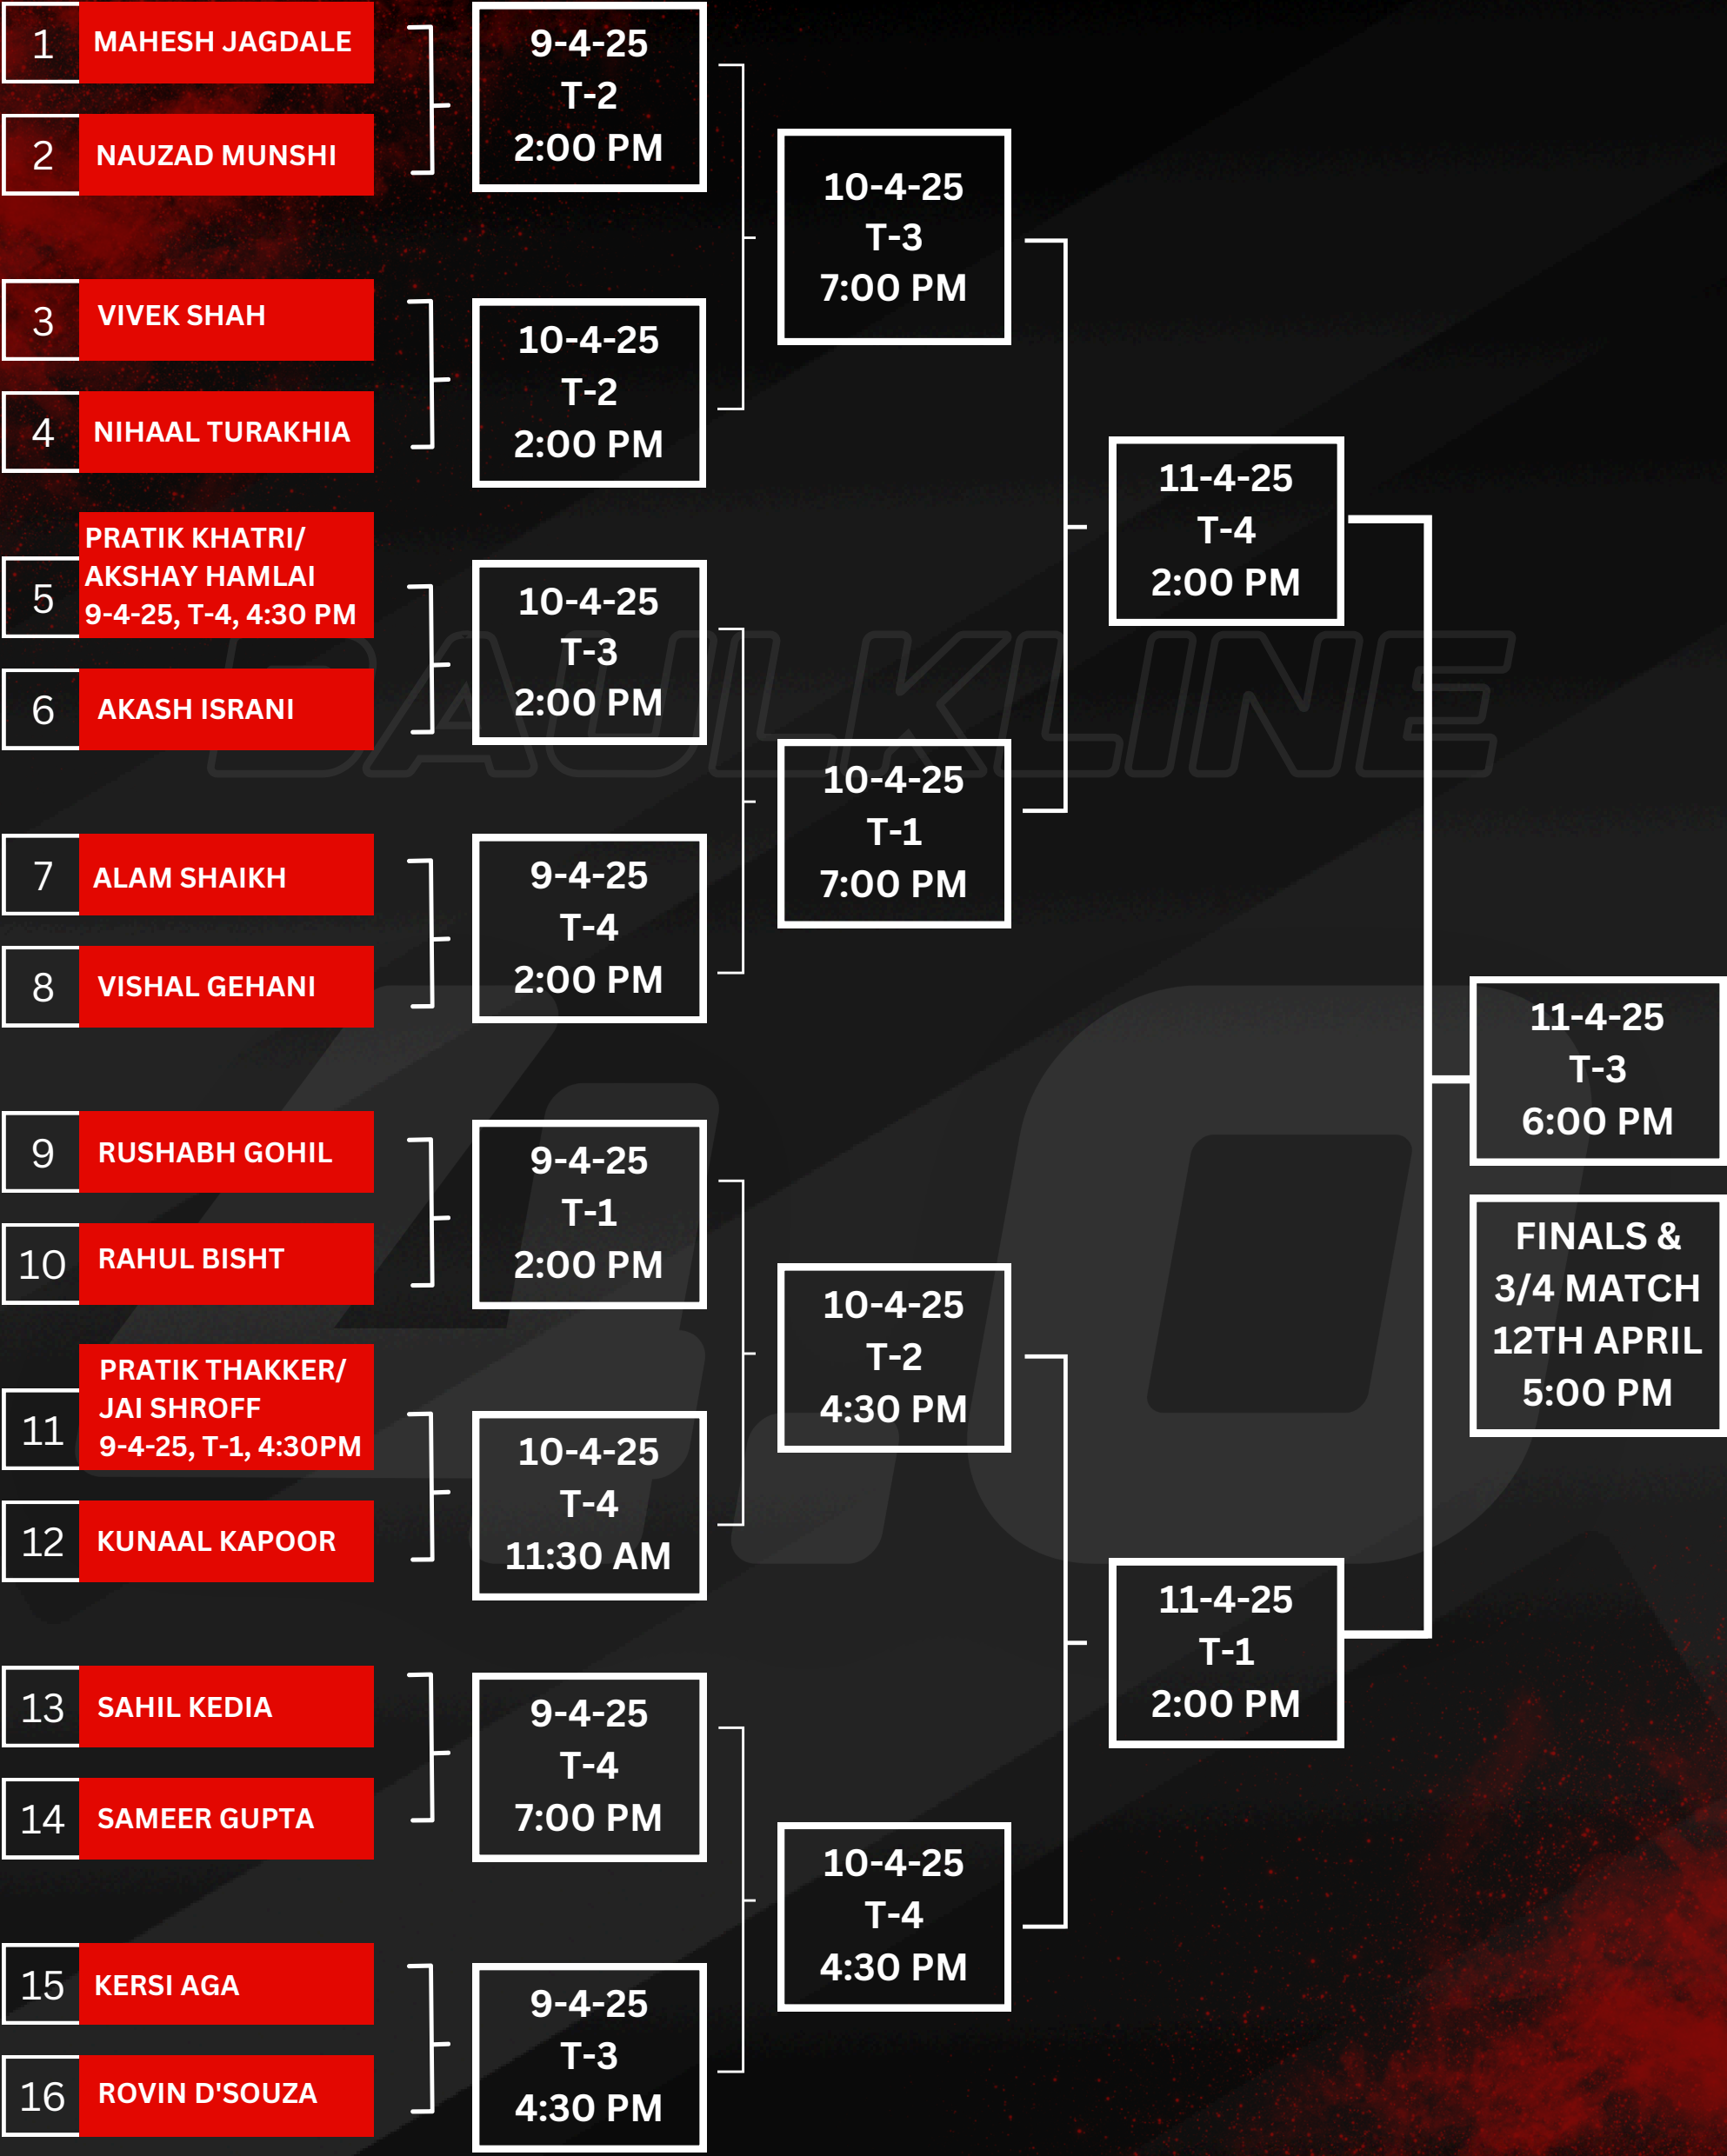 1
MAHESH JAGDALE
2
NAUZAD MUNSHI
9-4-25
T-2
2:00 PM
3
VIVEK SHAH
4
NIHAAL TURAKHIA
10-4-25
T-2
2:00 PM
10-4-25
T-3
7:00 PM
5
PRATIK KHATRI/
AKSHAY HAMLAI
9-4-25, T-4, 4:30 PM
6
AKASH ISRANI
10-4-25
T-3
2:00 PM
7
ALAM SHAIKH
8
VISHAL GEHANI
9-4-25
T-4
2:00 PM
10-4-25
T-1
7:00 PM
11-4-25
T-4
2:00 PM
BAULKLINE
4.0
9
RUSHABH GOHIL
10
RAHUL BISHT
9-4-25
T-1
2:00 PM
11
PRATIK THAKKER/
JAI SHROFF
9-4-25, T-1, 4:30PM
12
KUNAAL KAPOOR
10-4-25
T-4
11:30 AM
10-4-25
T-2
4:30 PM
13
SAHIL KEDIA
14
SAMEER GUPTA
9-4-25
T-4
7:00 PM
15
KERSI AGA
16
ROVIN D'SOUZA
9-4-25
T-3
4:30 PM
10-4-25
T-4
4:30 PM
11-4-25
T-1
2:00 PM
11-4-25
T-3
6:00 PM
FINALS &
3/4 MATCH
12TH APRIL
5:00 PM